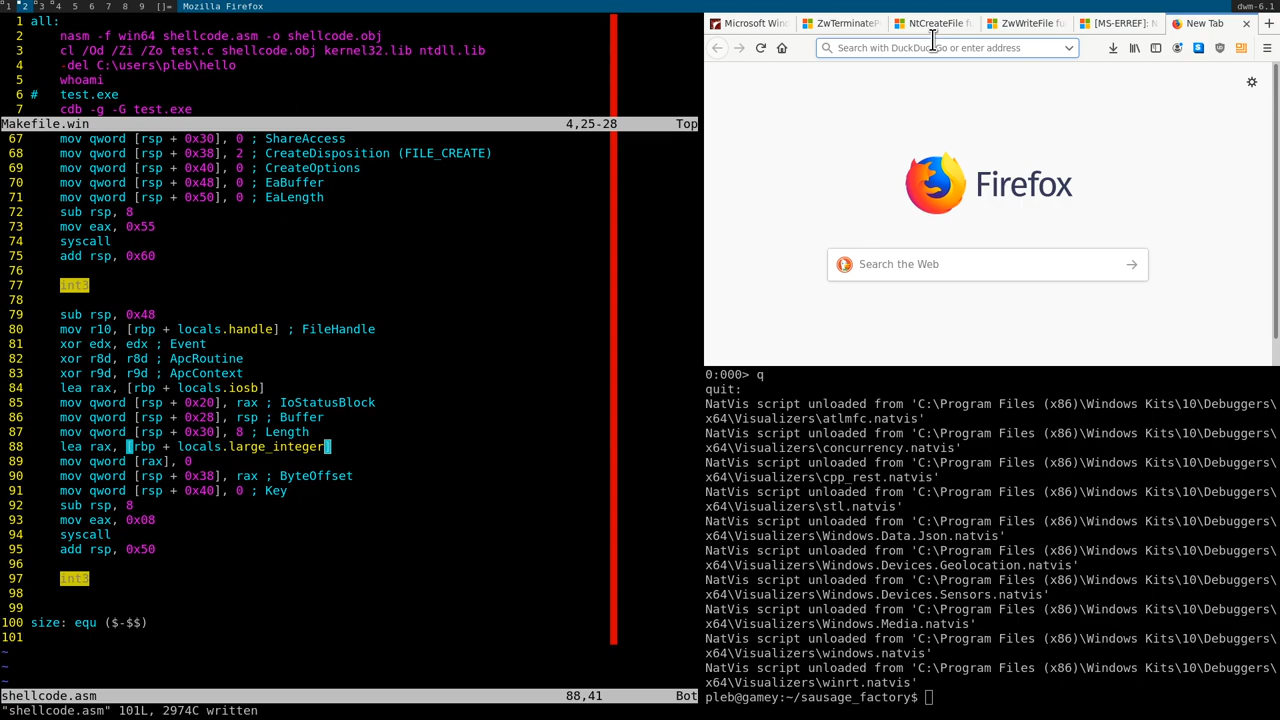 1 2 3 4 5 6 7 8 9 []= Mozilla Firefox dwm-6.1
1 all:
2 nasm -f win64 shellcode.asm -o shellcode.obj
3 cl /Od /Zi /Zo test.c shellcode.obj kernel32.lib ntdll.lib
4 -del C:\users\pleb\hello
5 whoami
6 # test.exe
7 cdb -g -G test.exe
Makefile.win 4,25-28 Top
67 mov qword [rsp + 0x30], 0 ; ShareAccess
68 mov qword [rsp + 0x38], 2 ; CreateDisposition (FILE_CREATE)
69 mov qword [rsp + 0x40], 0 ; CreateOptions
70 mov qword [rsp + 0x48], 0 ; EaBuffer
71 mov qword [rsp + 0x50], 0 ; EaLength
72 sub rsp, 8
73 mov eax, 0x55
74 syscall
75 add rsp, 0x60
76
77 int3
78
79 sub rsp, 0x48
80 mov r10, [rbp + locals.handle] ; FileHandle
81 xor edx, edx ; Event
82 xor r8d, r8d ; ApcRoutine
83 xor r9d, r9d ; ApcContext
84 lea rax, [rbp + locals.iosb]
85 mov qword [rsp + 0x20], rax ; IoStatusBlock
86 mov qword [rsp + 0x28], rsp ; Buffer
87 mov qword [rsp + 0x30], 8 ; Length
88 lea rax, [rbp + locals.large_integer]
89 mov qword [rax], 0
90 mov qword [rsp + 0x38], rax ; ByteOffset
91 mov qword [rsp + 0x40], 0 ; Key
92 sub rsp, 8
93 mov eax, 0x08
94 syscall
95 add rsp, 0x50
96
97 int3
98
99
100 size: equ ($-$$)
101
~
~
~
shellcode.asm 88,41 Bot
"shellcode.asm" 101L, 2974C written
Microsoft Win ZwTerminateP NtCreateFile fu ZwWriteFile fu [MS-ERREF]: N New Tab
Search with DuckDuckGo or enter address
Firefox
Search the Web
0:000> q
quit:
NatVis script unloaded from 'C:\Program Files (x86)\Windows Kits\10\Debuggers\
x64\Visualizers\atlmfc.natvis'
NatVis script unloaded from 'C:\Program Files (x86)\Windows Kits\10\Debuggers\
x64\Visualizers\concurrency.natvis'
NatVis script unloaded from 'C:\Program Files (x86)\Windows Kits\10\Debuggers\
x64\Visualizers\cpp_rest.natvis'
NatVis script unloaded from 'C:\Program Files (x86)\Windows Kits\10\Debuggers\
x64\Visualizers\stl.natvis'
NatVis script unloaded from 'C:\Program Files (x86)\Windows Kits\10\Debuggers\
x64\Visualizers\Windows.Data.Json.natvis'
NatVis script unloaded from 'C:\Program Files (x86)\Windows Kits\10\Debuggers\
x64\Visualizers\Windows.Devices.Geolocation.natvis'
NatVis script unloaded from 'C:\Program Files (x86)\Windows Kits\10\Debuggers\
x64\Visualizers\Windows.Devices.Sensors.natvis'
NatVis script unloaded from 'C:\Program Files (x86)\Windows Kits\10\Debuggers\
x64\Visualizers\Windows.Media.natvis'
NatVis script unloaded from 'C:\Program Files (x86)\Windows Kits\10\Debuggers\
x64\Visualizers\windows.natvis'
NatVis script unloaded from 'C:\Program Files (x86)\Windows Kits\10\Debuggers\
x64\Visualizers\winrt.natvis'
pleb@gamey:~/sausage_factory$